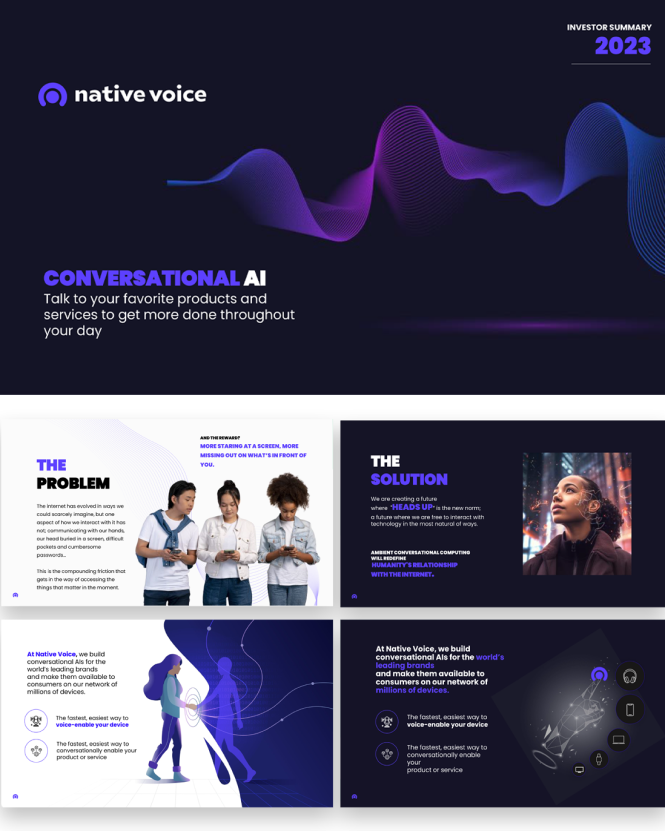 INVESTOR SUMMARY
2023
native voice
CONVERSATIONAL AI
Talk to your favorite products and
services to get more done throughout
your day
AND THE REWARD?
MORE STARING AT A SCREEN, MORE
MISSING OUT ON WHAT'S IN FRONT OF
YOU.
THE
PROBLEM
The internet has evolved in ways we
could scarcely imagine, but one
aspect of how we interact with it has
not; communicating with our hands,
our head buried in a screen, difficult
pockets and cumbersome
passwords...
This is the compounding friction that
gets in the way of accessing the
things that matter in the moment.
THE
SOLUTION
We are creating a future
where "HEADS UP" is the new norm;
a future where we are free to interact with
technology in the most natural of ways.
AMBIENT CONVERSATIONAL COMPUTING
WILL REDEFINE
HUMANITY'S RELATIONSHIP
WITH THE INTERNET.
At Native Voice, we build
conversational AIs for the
world's leading brands
and make them available to
consumers on our network of
millions of devices.
The fastest, easiest way to
voice-enable your device
The fastest, easiest way to
conversationally enable your
product or service
At Native Voice, we build
conversational AIs for the world's
leading brands
and make them available to
consumers on our network of
millions of devices.
The fastest, easiest way to
voice-enable your device
The fastest, easiest way to
conversationally enable
your
product or service